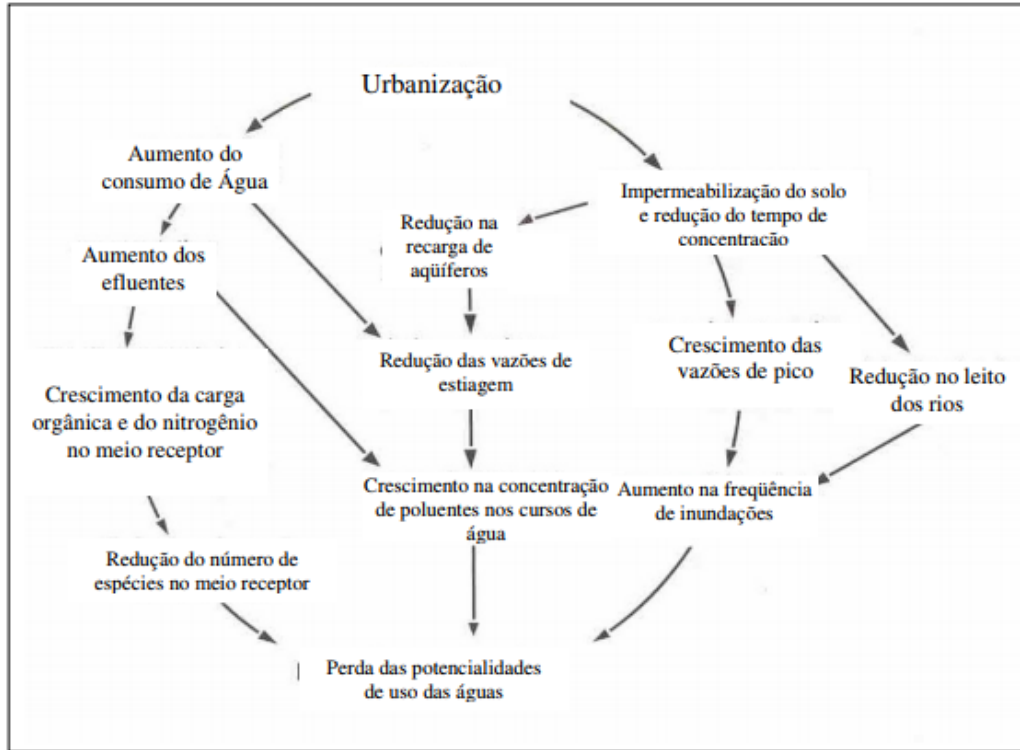 Urbanização
Aumento do
consumo de Água
Impermeabilização do solo
e redução do tempo de
concentracão
Redução na
recarga de
aqüíferos
Aumento dos
efluentes
Redução das vazões de
estiagem
Crescimento das
vazões de pico
Redução no leito
dos rios
Crescimento da carga
orgânica e do nitrogênio
no meio receptor
Crescimento na concentração
de poluentes nos cursos de
água
Aumento na freqüência
de inundações
Redução do número de
espécies no meio receptor
Perda das potencialidades
de uso das águas